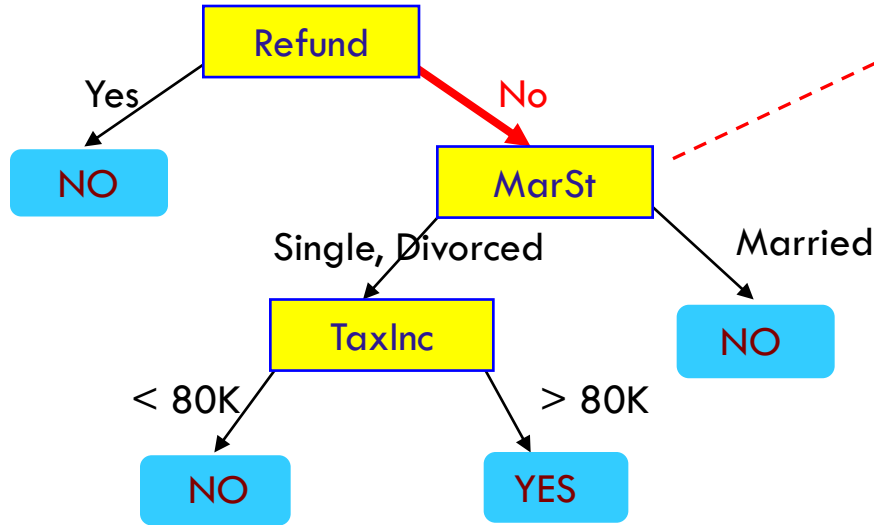 Refund
Yes
No
NO
MarSt
Single, Divorced
Married
TaxInc
NO
< 80K
> 80K
NO
YES